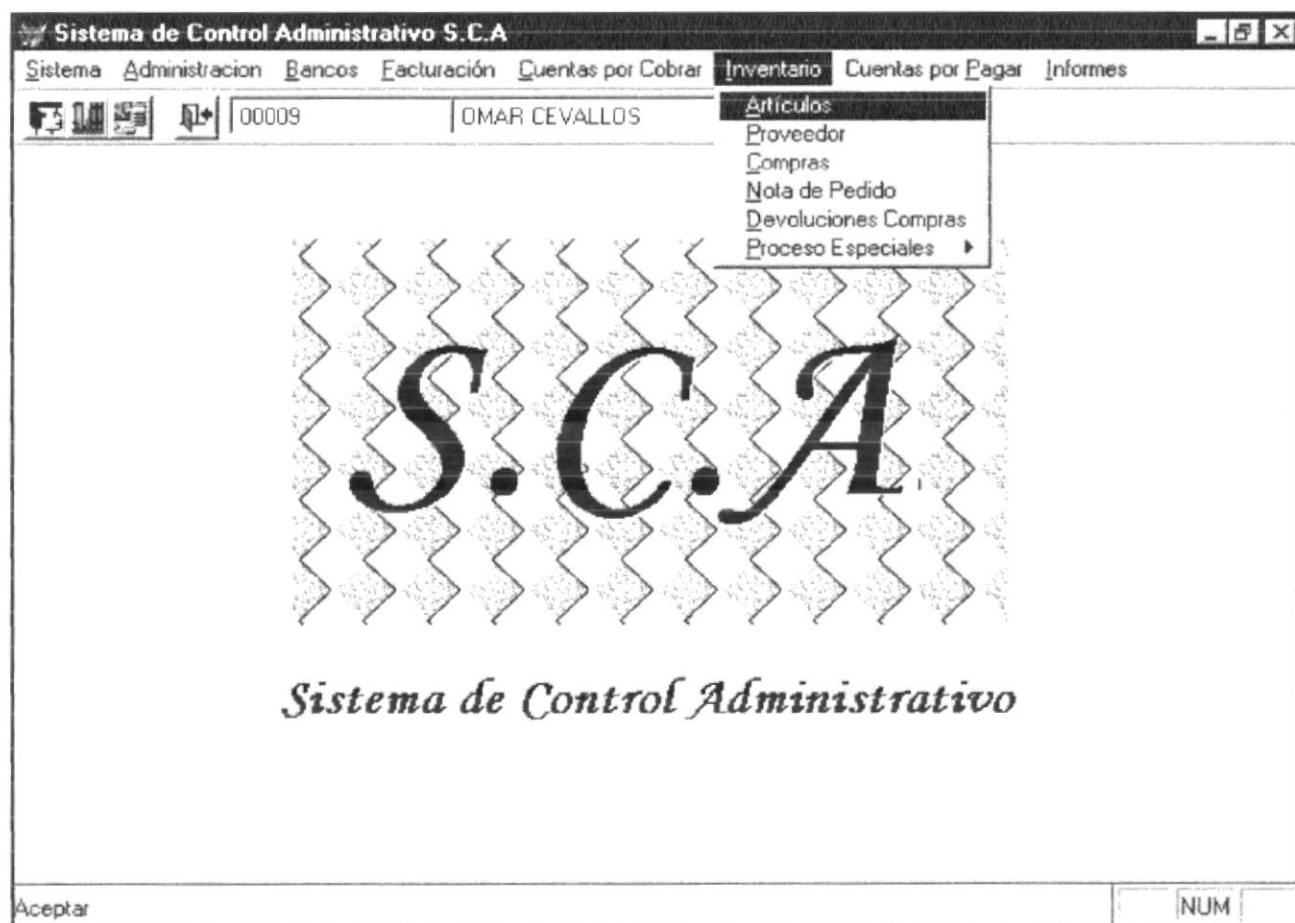 Sistema de Control Administrativo S.C.A
Sistema Administracion Bancos Facturación Cuentas por Cobrar Inventario Cuentas por Pagar Informes
00009 OMAR CEVALLOS
Artículos
Proveedor
Compras
Nota de Pedido
Devoluciones Compras
Proceso Especiales
S.C.A
Sistema de Control Administrativo
Aceptar NUM